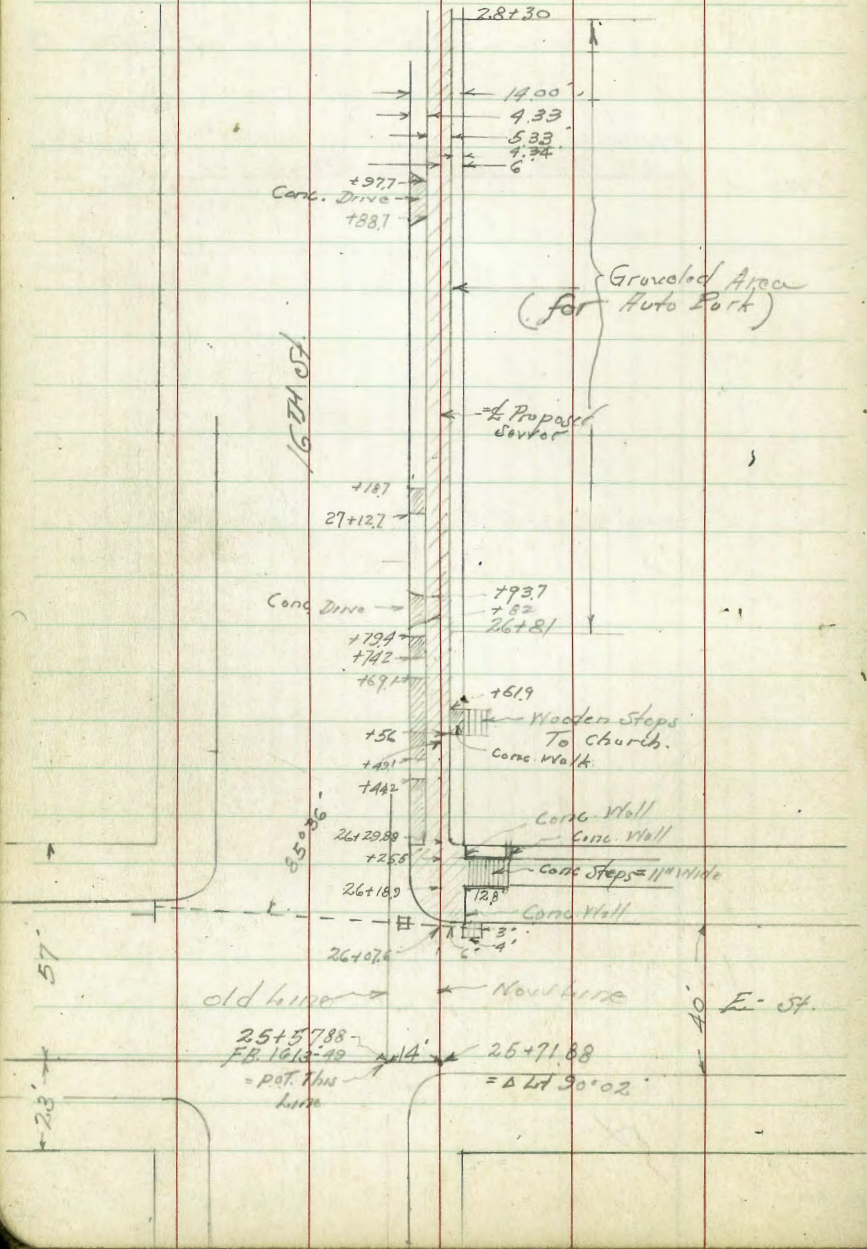 28+30
14.00'
4.33
5.33
4.34
6'
+97.7
Conc. Drive
+88.1
Graveled Area
(for Auto Park)
16TH St.
℄ Proposed
Sewer
+18.7
27+12.7
+93.7
Conc Drive
+82
26+81
+79.4
+74.2
+69.1
+61.9
Wooden Steps
To Church.
+56
Conc. Walk
+49.1
+44.2
85°36'
Conc. Wall
26+29.88
Conc. Wall
+25.5
Conc Steps = 11" Wide
26+18.9
12.8'
Conc Wall
3'
4'
6'
26+07.6
57'
40'
Old Line
New Line
E - St.
25+57.88
14'
25+71.88
F.B. 1613-49
= P.O.T. This
Line
= Δ Lt 90°02'
23'